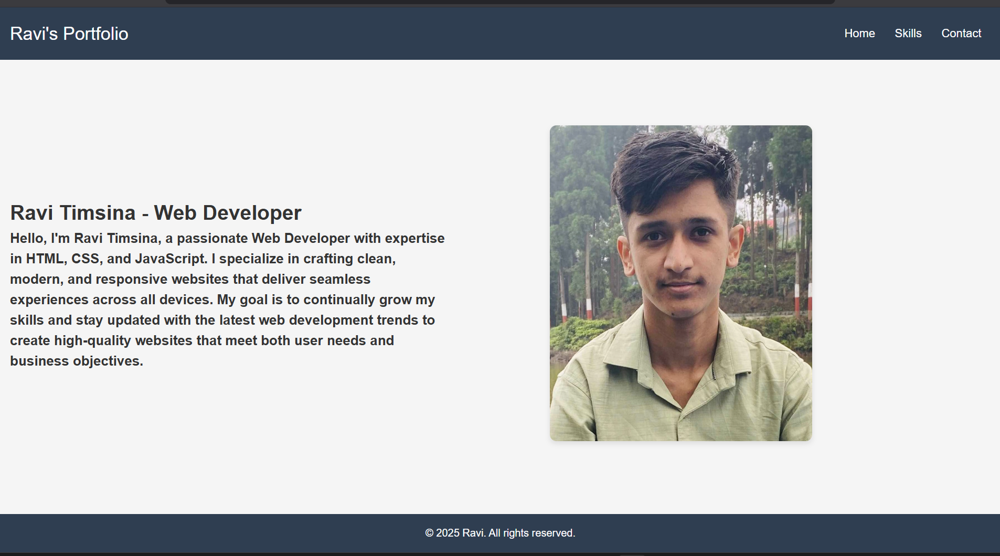 Ravi's Portfolio
Home Skills Contact
Ravi Timsina - Web Developer
Hello, I'm Ravi Timsina, a passionate Web Developer with expertise
in HTML, CSS, and JavaScript. I specialize in crafting clean,
modern, and responsive websites that deliver seamless
experiences across all devices. My goal is to continually grow my
skills and stay updated with the latest web development trends to
create high-quality websites that meet both user needs and
business objectives.
© 2025 Ravi. All rights reserved.